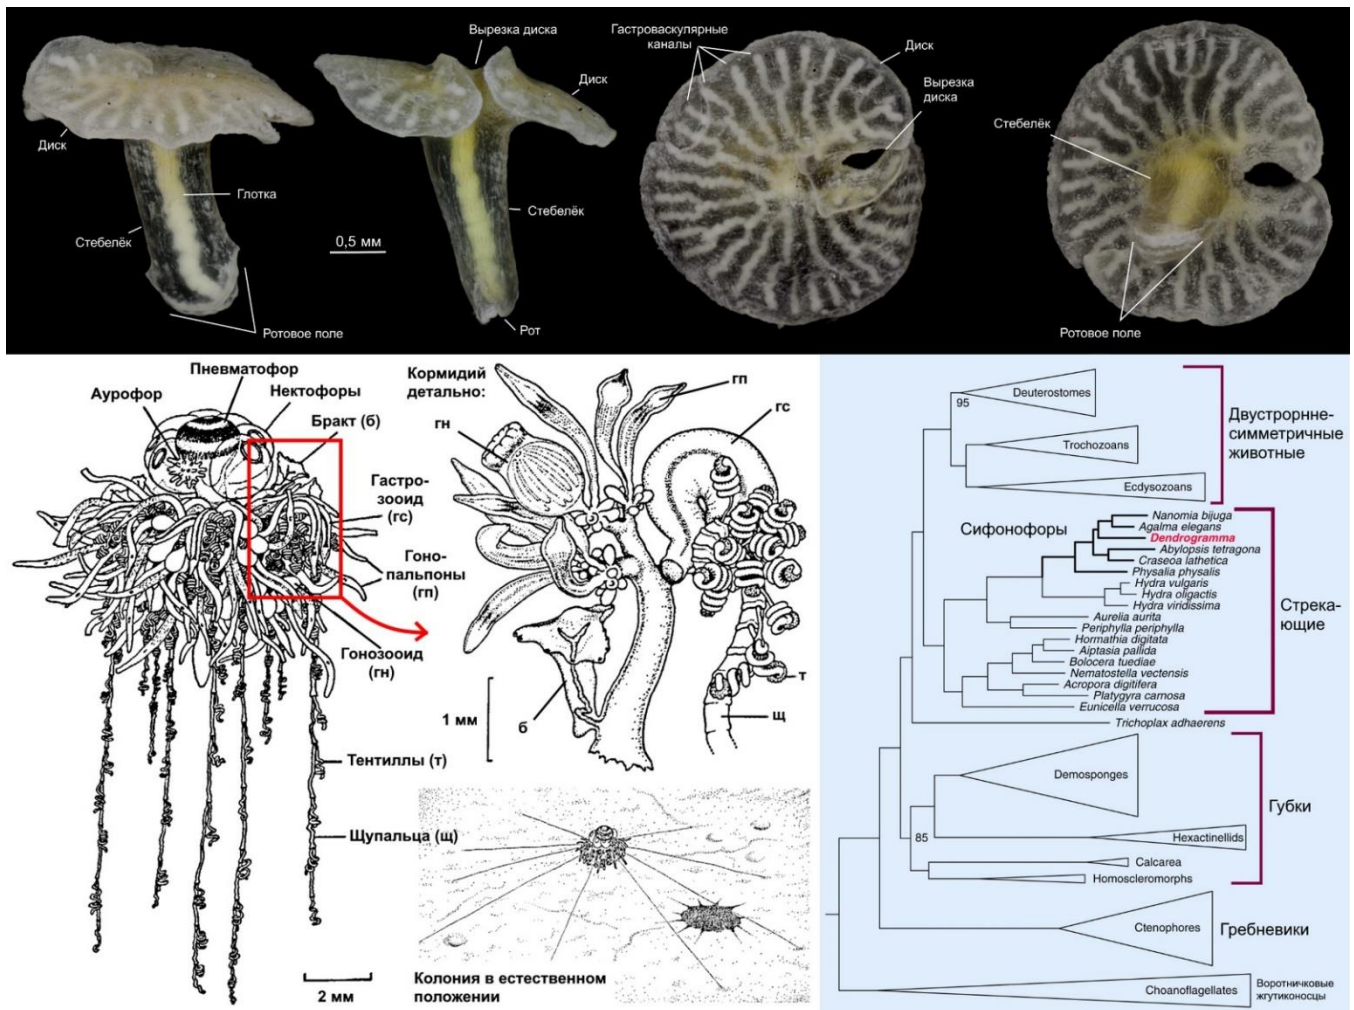 Диск
Глотка
Стебелёк
Ротовое поле
0,5 мм
Вырезка диска
Диск
Стебелёк
Рот
Гастроваскулярные
каналы
Диск
Вырезка
диска
Стебелёк
Ротовое поле
Пневматофор
Аурофор
Нектофоры
Бракт (б)
Гастро-
зооид
(гс)
Гоно-
пальпоны
(гп)
Гонозооид
(гн)
Тентиллы (т)
Щупальца (щ)
2 мм
Кормидий
детально:
гп
гн
гс
т
щ
б
1 мм
Колония в естественном
положении
95
Deuterostomes
Trochozoans
Ecdysozoans
Двусторнне-
симметричные
животные
Сифонофоры
Nanomia bijuga
Agalma elegans
Dendrogramma
Abylopsis tetragona
Craseoa lathetica
Physalia physalis
Hydra vulgaris
Hydra oligactis
Hydra viridissima
Aurelia aurita
Periphylla periphylla
Hormathia digitata
Aiptasia pallida
Bolocera tuediae
Nematostella vectensis
Acropora digitifera
Platygyra carnosa
Eunicella verrucosa
Стрека-
ющие
Trichoplax adhaerens
Demosponges
85
Hexactinellids
Calcarea
Homoscleromorphs
Губки
Ctenophores
Гребневики
Choanoflagellates
Воротничковые
жгутиконосцы